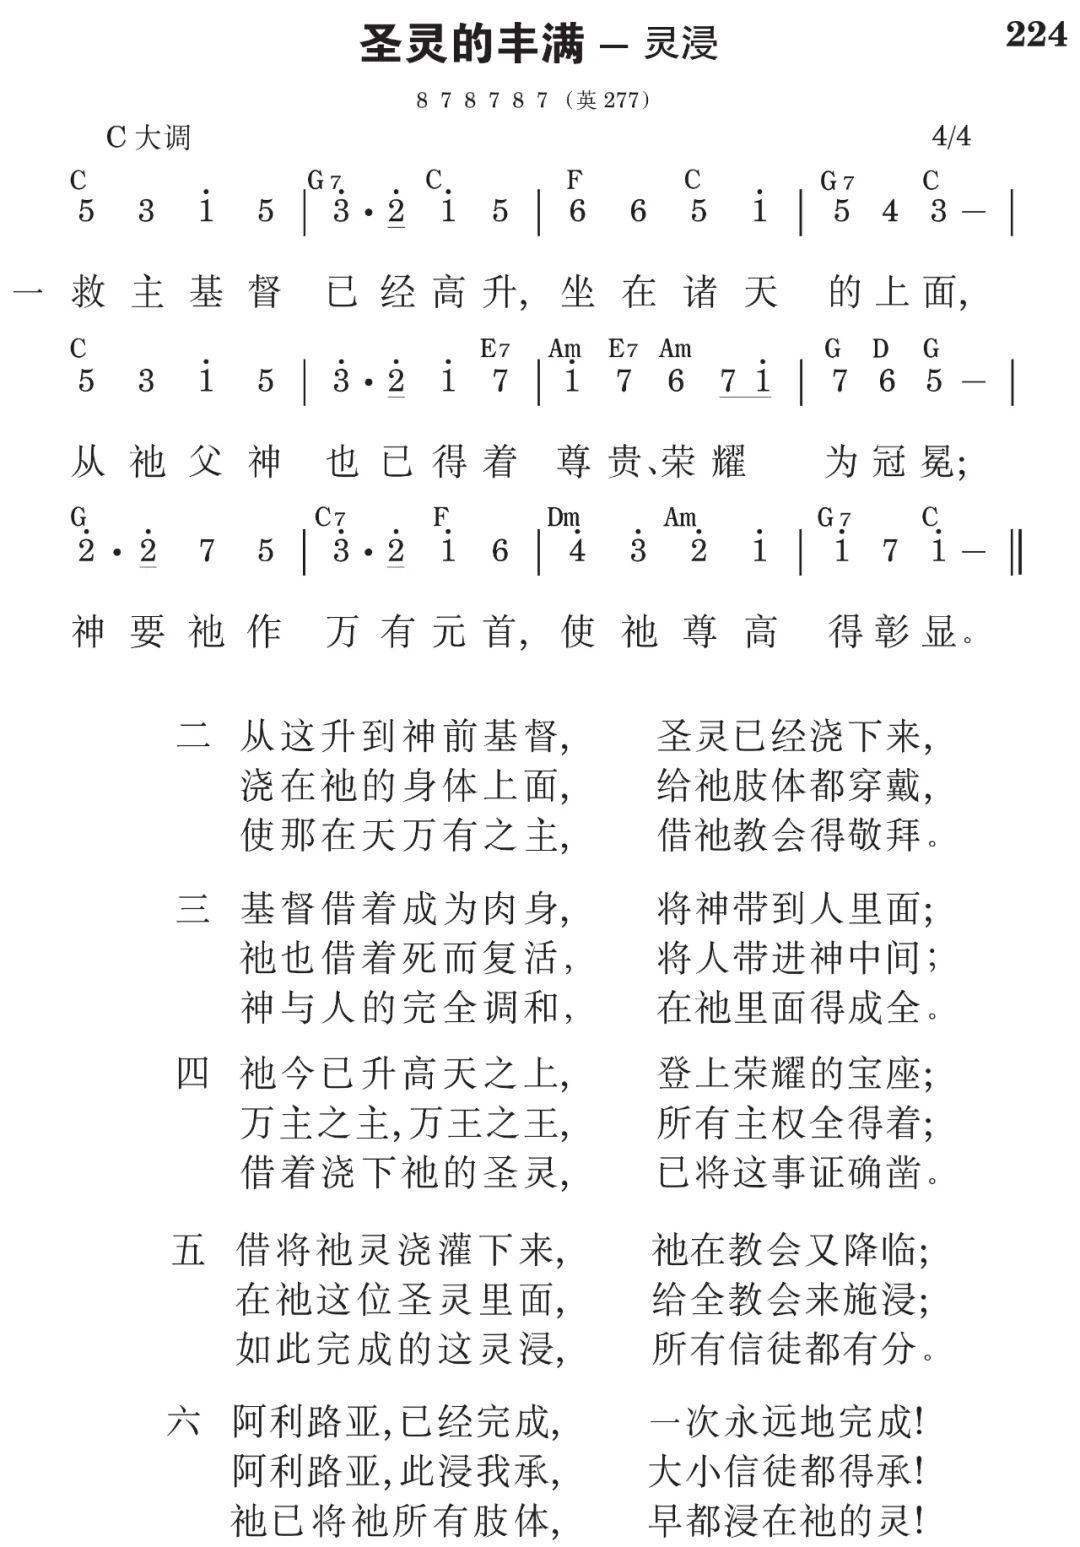 圣灵的丰满 — 灵浸 224
8 7 8 7 8 7 (英 277)
C 大调 4/4
C G7 C F C G7 C
5 3 i̇ 5 | 3̇ · 2̇ 1̇ 5 | 6 6 5 1̇ | 5 4 3 — |
一 救主基督 已经高升, 坐在诸天 的上面,
C E7 Am E7 Am G D G
5 3 1̇ 5 | 3̇ · 2̇ 1̇ 7 | 1̇ 7 6 7 1̇ | 7 6 5 — |
从祂父神 也已得着 尊贵、荣耀 为冠冕;
G C7 F Dm Am G7 C
2̇ · 2̇ 7 5 | 3̇ · 2̇ 1̇ 6 | 4̇ 3̇ 2̇ 1̇ | 1̇ 7 1̇ — ‖
神要祂作 万有元首, 使祂尊高 得彰显。
二 从这升到神前基督, 圣灵已经浇下来,
浇在祂的身体上面, 给祂肢体都穿戴,
使那在天万有之主, 借祂教会得敬拜。
三 基督借着成为肉身, 将神带到人里面;
祂也借着死而复活, 将人带进神中间;
神与人的完全调和, 在祂里面得成全。
四 祂今已升高天之上, 登上荣耀的宝座;
万主之主,万王之王, 所有主权全得着;
借着浇下祂的圣灵, 已将这事证确凿。
五 借将祂灵浇灌下来, 祂在教会又降临;
在祂这位圣灵里面, 给全教会来施浸;
如此完成的这灵浸, 所有信徒都有分。
六 阿利路亚,已经完成, 一次永远地完成!
阿利路亚,此浸我承, 大小信徒都得承!
祂已将祂所有肢体, 早都浸在祂的灵!